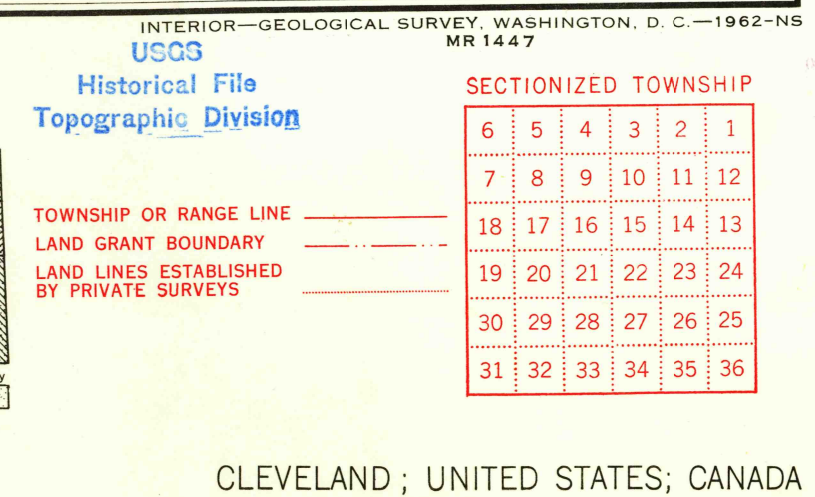 INTERIOR—GEOLOGICAL SURVEY, WASHINGTON, D. C.—1962-NS
MR 1447
USGS
Historical File
Topographic Division
SECTIONIZED TOWNSHIP
6 5 4 3 2 1
7 8 9 10 11 12
18 17 16 15 14 13
19 20 21 22 23 24
30 29 28 27 26 25
31 32 33 34 35 36
TOWNSHIP OR RANGE LINE
LAND GRANT BOUNDARY
LAND LINES ESTABLISHED
BY PRIVATE SURVEYS
y
CLEVELAND; UNITED STATES; CANADA